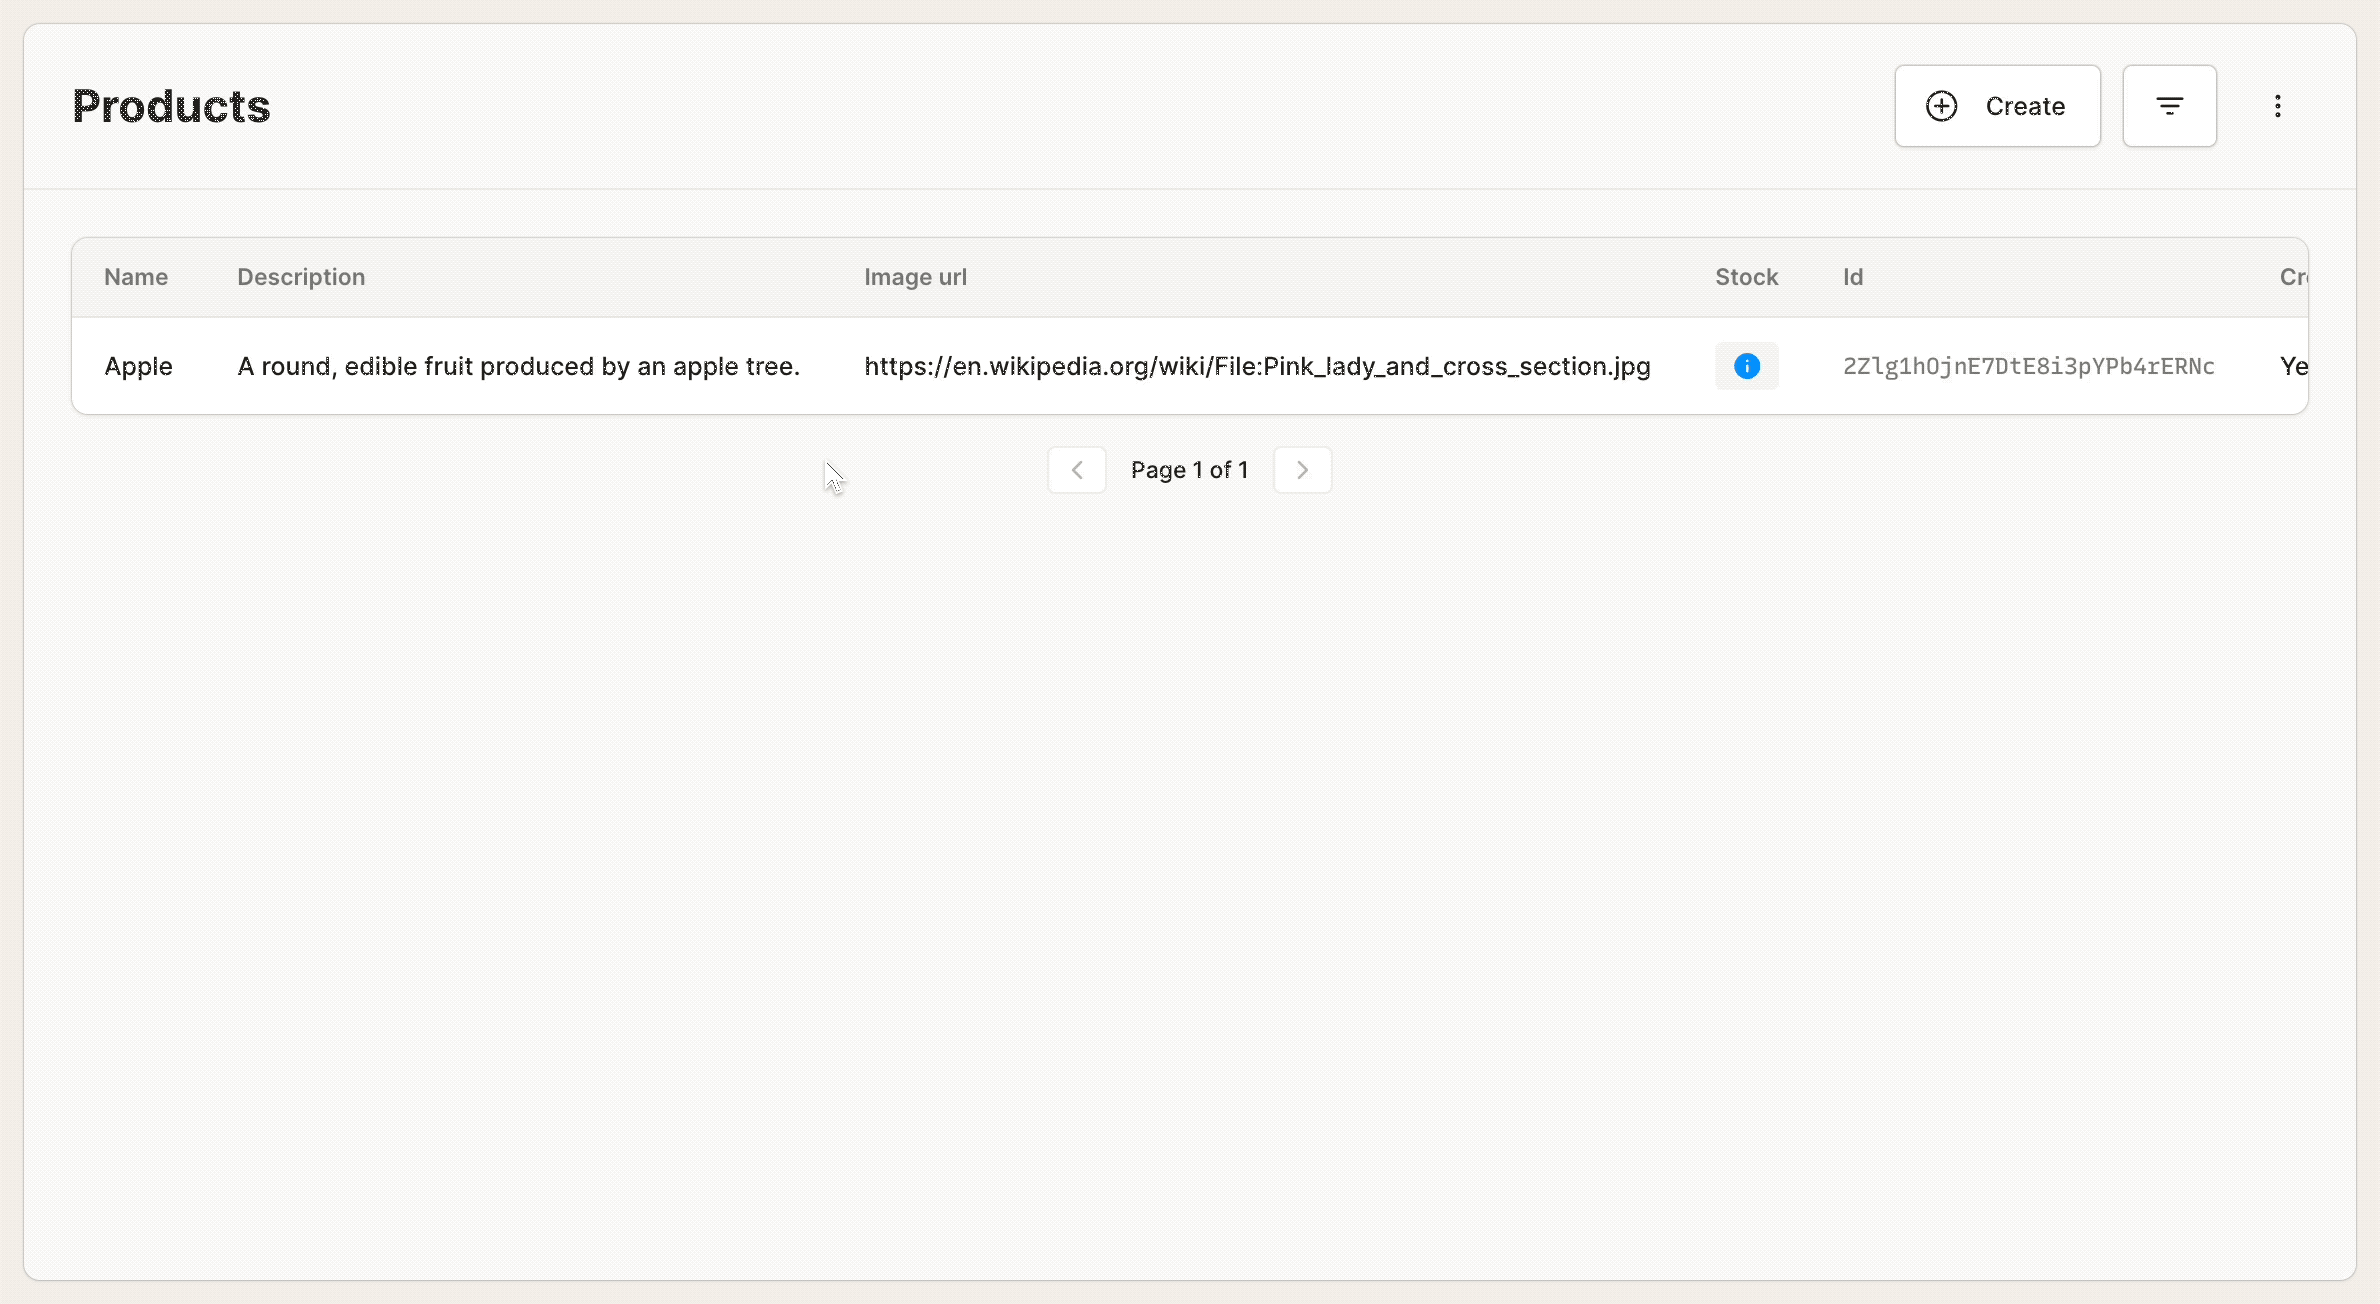 Products
Create
Name Description Image url Stock Id Cr
Apple A round, edible fruit produced by an apple tree. https://en.wikipedia.org/wiki/File:Pink_lady_and_cross_section.jpg 2Zlg1hOjnE7DtE8i3pYPb4rERNc Ye
Page 1 of 1